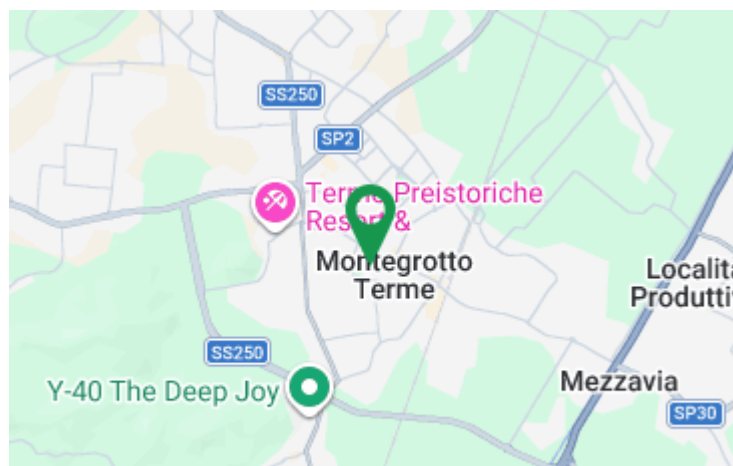 SS250
SP2
Terme Preistoriche
Resort &
Montegrotto
Terme
Località
Produttiv
SS250
Y-40 The Deep Joy
Mezzavia
SP30